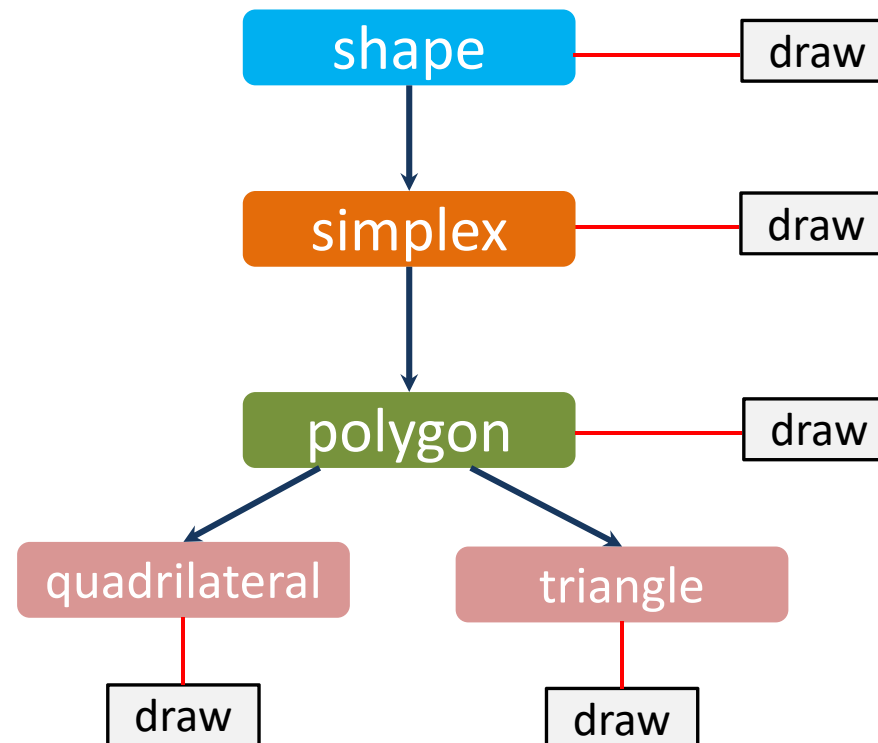 shape
draw
simplex
draw
polygon
draw
quadrilateral
triangle
draw
draw